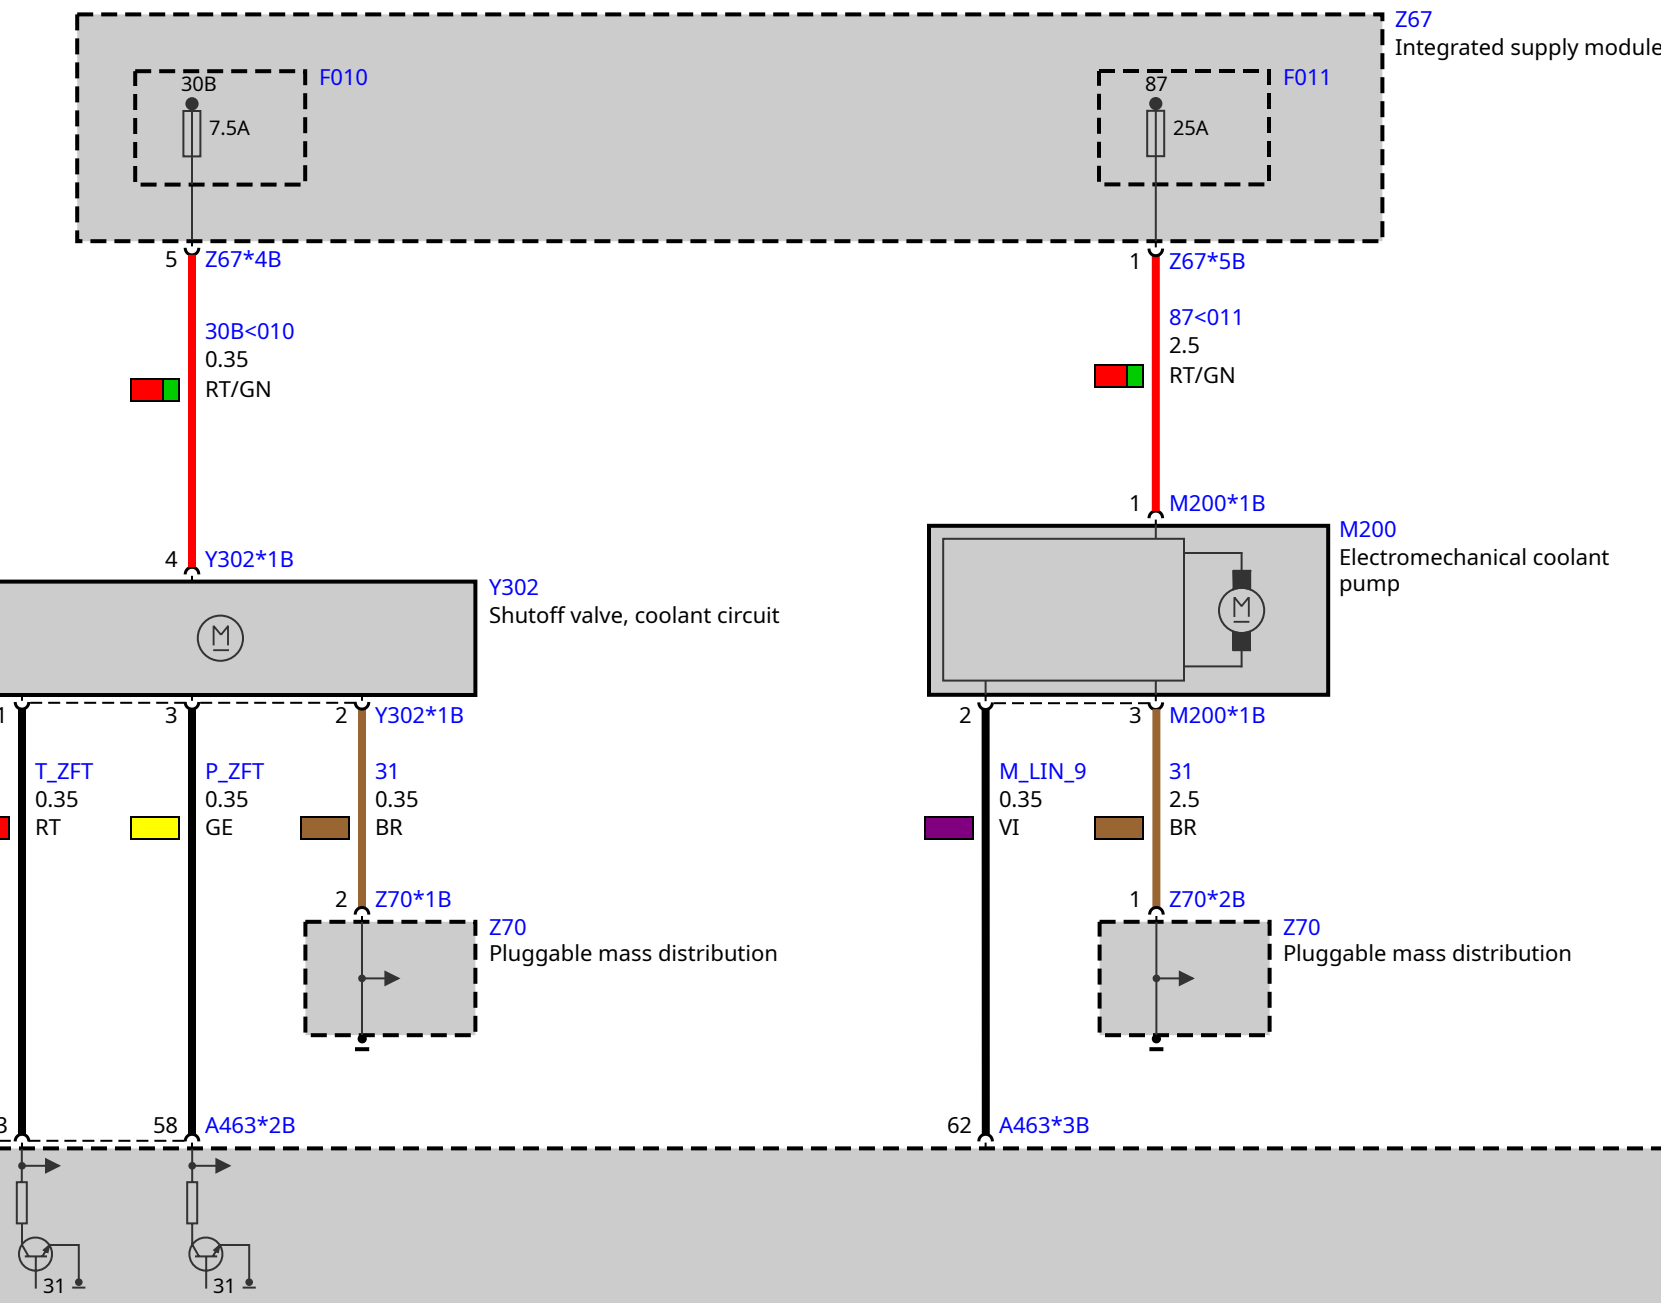 Z67
Integrated supply module
30B
F010
7.5A
87
F011
25A
5
Z67*4B
1
Z67*5B
30B<010
0.35
RT/GN
87<011
2.5
RT/GN
1
M200*1B
M200
Electromechanical coolant
pump
4
Y302*1B
Y302
Shutoff valve, coolant circuit
M
M
1
3
2
Y302*1B
2
3
M200*1B
T_ZFT
0.35
RT
P_ZFT
0.35
GE
31
0.35
BR
M_LIN_9
0.35
VI
31
2.5
BR
2
Z70*1B
Z70
Pluggable mass distribution
1
Z70*2B
Z70
Pluggable mass distribution
3
58
A463*2B
62
A463*3B
31
31